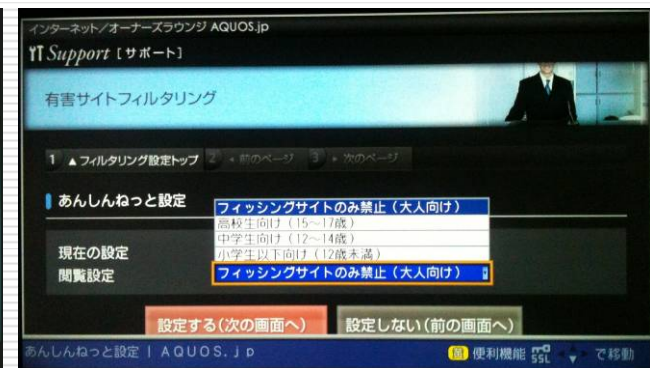 インターネット/オーナーズラウンジ AQUOS.jp
Support [サポート]
有害サイトフィルタリング
1 ▲フィルタリング設定トップ 2 ◂ 前のページ 3 ▸ 次のページ
あんしんねっと設定
フィッシングサイトのみ禁止(大人向け)
高校生向け(15~17歳)
中学生向け(12~14歳)
小学生以下向け(12歳未満)
現在の設定
閲覧設定 フィッシングサイトのみ禁止(大人向け)
設定する(次の画面へ) 設定しない(前の画面へ)
あんしんねっと設定 | AQUOS.jp 便利機能 SSL で移動